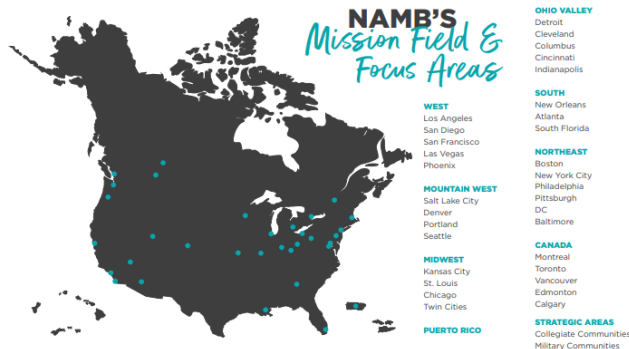 NAMB'S
Mission Field &
Focus Areas
WEST
Los Angeles
San Diego
San Francisco
Las Vegas
Phoenix
MOUNTAIN WEST
Salt Lake City
Denver
Portland
Seattle
MIDWEST
Kansas City
St. Louis
Chicago
Twin Cities
PUERTO RICO
OHIO VALLEY
Detroit
Cleveland
Columbus
Cincinnati
Indianapolis
SOUTH
New Orleans
Atlanta
South Florida
NORTHEAST
Boston
New York City
Philadelphia
Pittsburgh
DC
Baltimore
CANADA
Montreal
Toronto
Vancouver
Edmonton
Calgary
STRATEGIC AREAS
Collegiate Communities
Military Communities